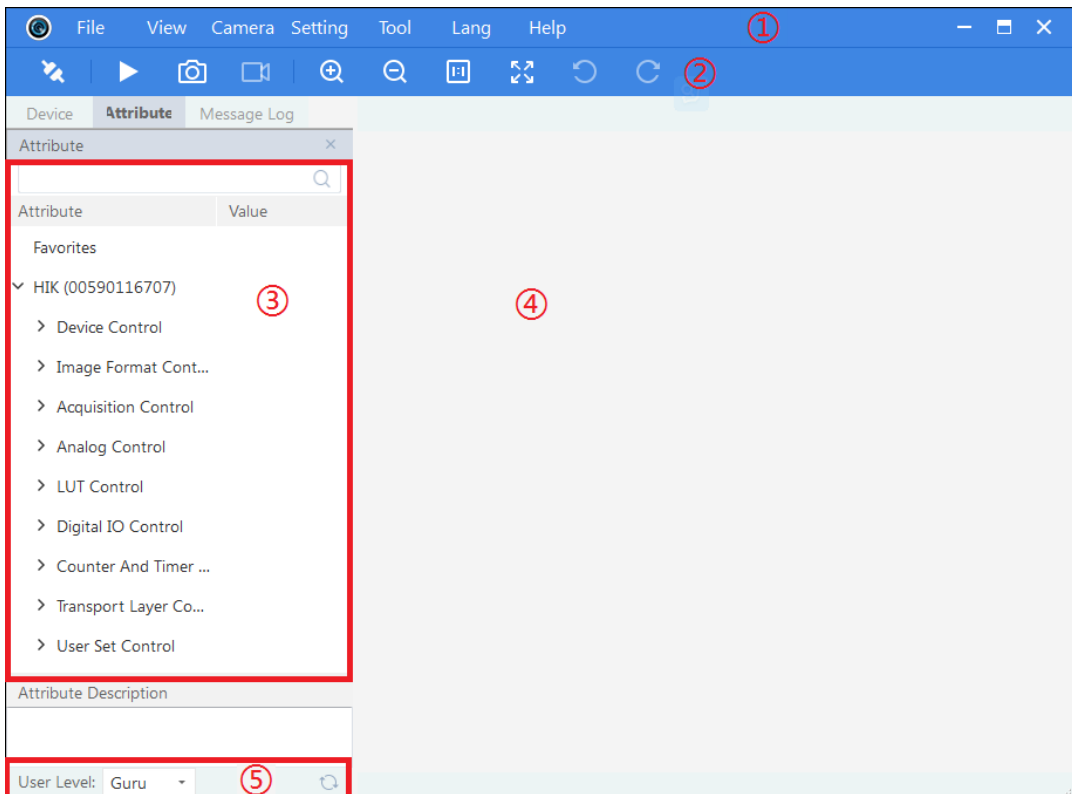 File View Camera Setting Tool Lang Help ①
1:1 ②
Device Attribute Message Log
Attribute
Attribute Value
Favorites
HIK (00590116707)
③
④
Device Control
Image Format Cont...
Acquisition Control
Analog Control
LUT Control
Digital IO Control
Counter And Timer ...
Transport Layer Co...
User Set Control
Attribute Description
User Level: Guru ⑤